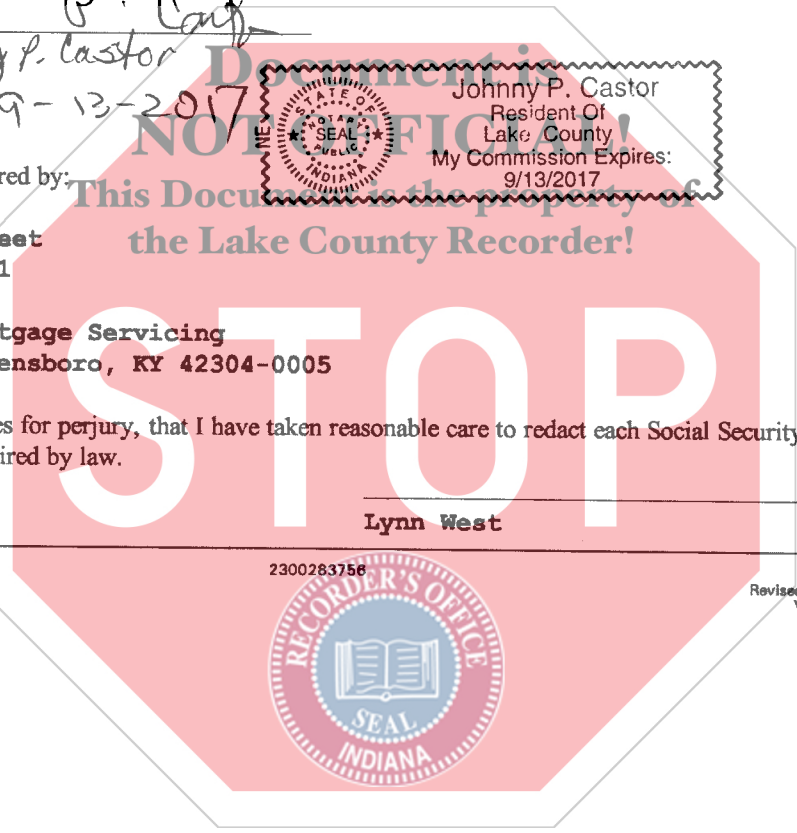 y P. Castor
9-13-2017
Document is
NOT OFFICIAL!
This Document is the property of
the Lake County Recorder!
STATE OF INDIANA
NOTARY PUBLIC
SEAL
NE
Johnny P. Castor
Resident Of
Lake County
My Commission Expires:
9/13/2017
red by:
eet
1
tgage Servicing
ensboro, KY 42304-0005
STOP
es for perjury, that I have taken reasonable care to redact each Social Security
ired by law.
Lynn West
2300283756
Revised
RECORDER'S OFFICE
SEAL
INDIANA